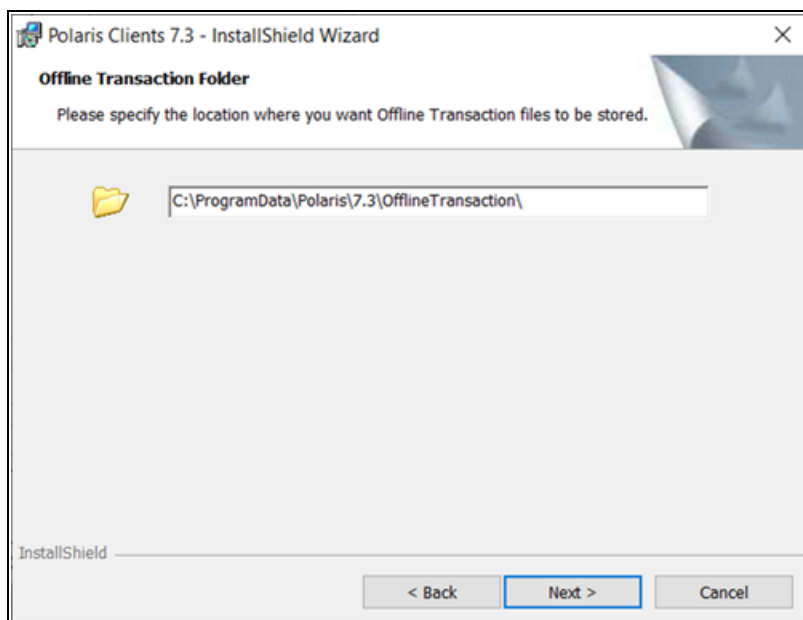 Polaris Clients 7.3 - InstallShield Wizard
Offline Transaction Folder
Please specify the location where you want Offline Transaction files to be stored.
C:\ProgramData\Polaris\7.3\OfflineTransaction\
InstallShield
< Back Next > Cancel